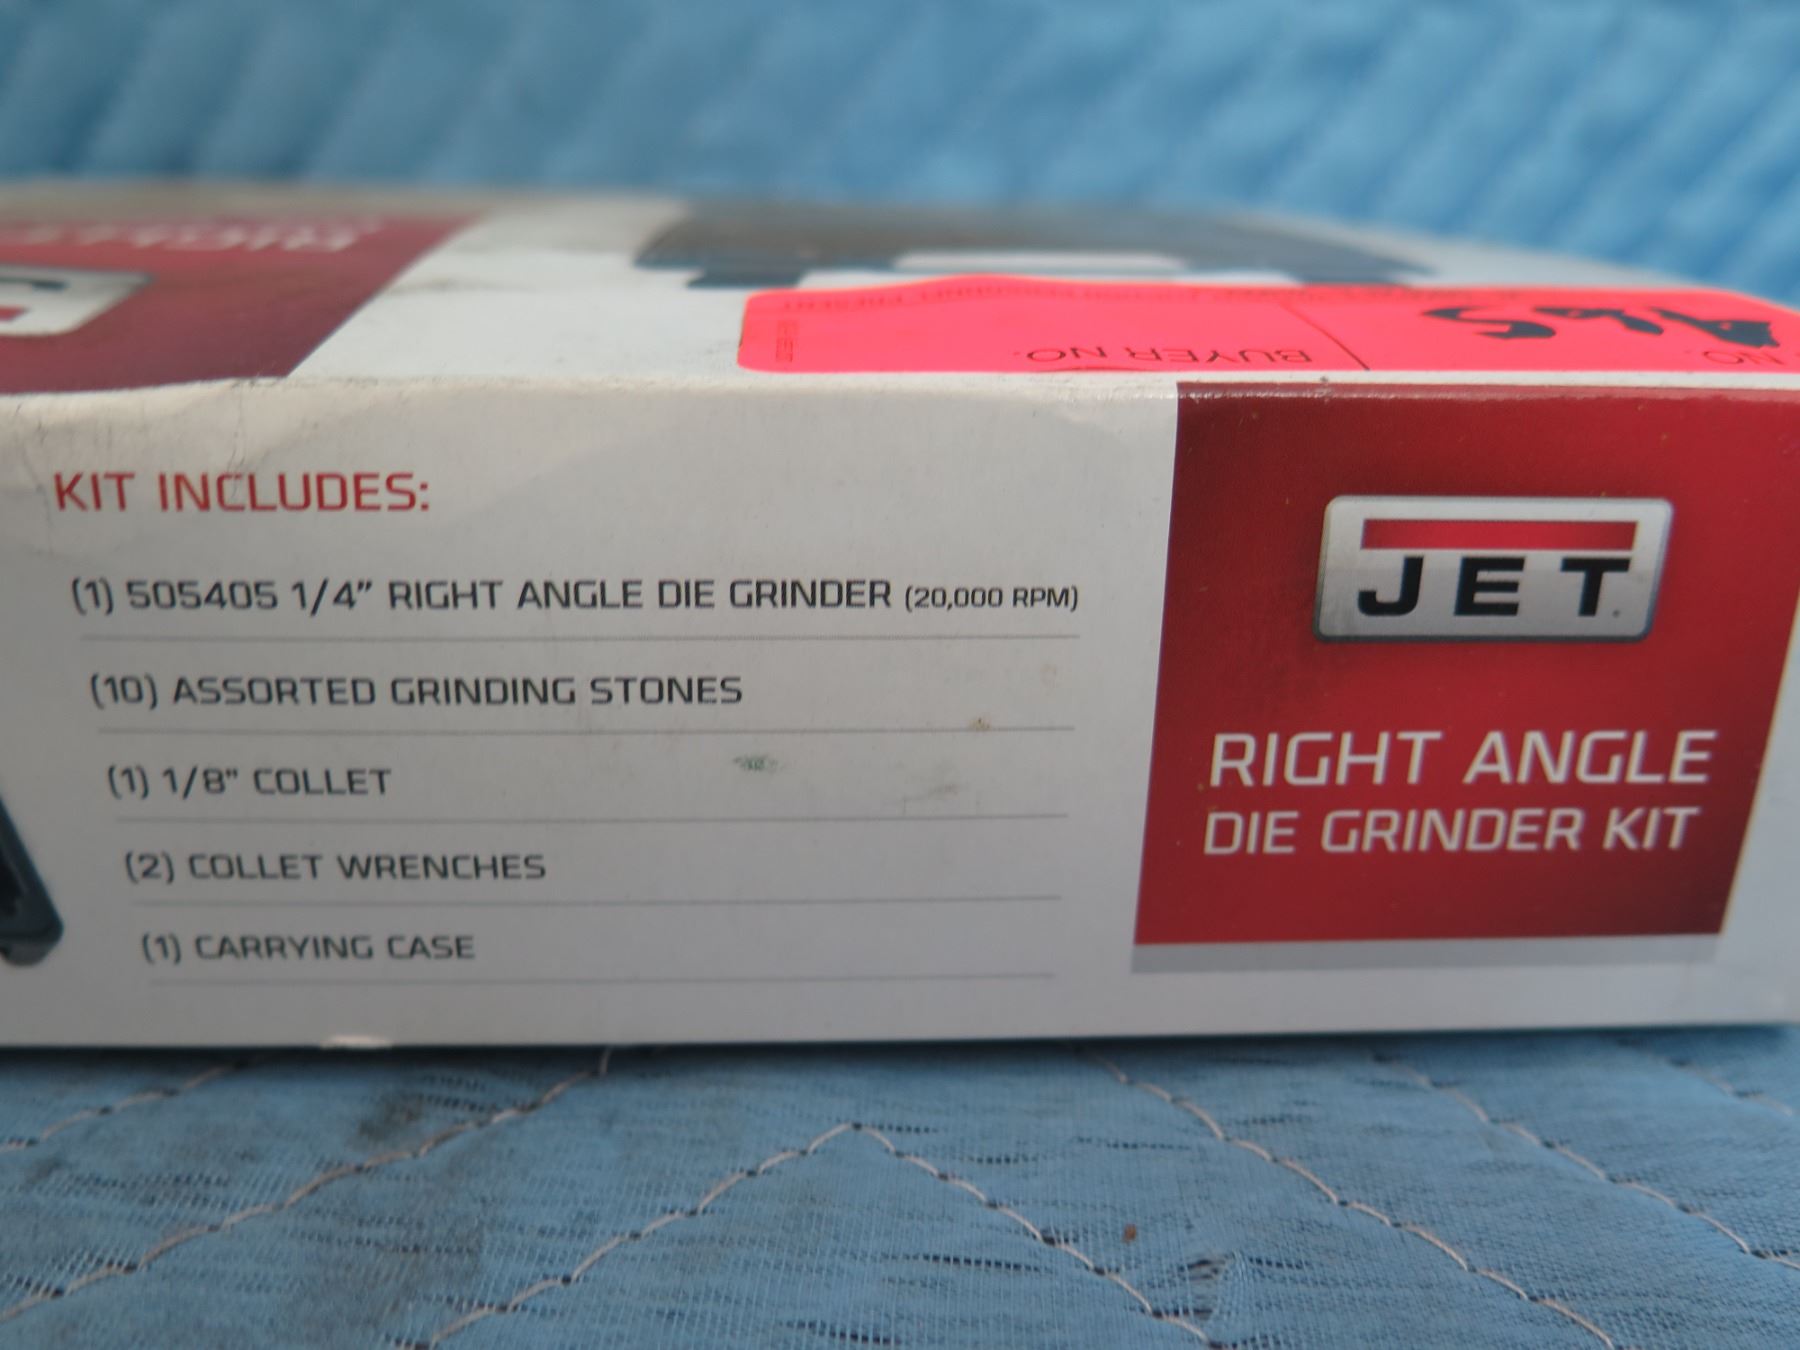 BUYER NO.
KIT INCLUDES:
(1) 505405 1/4" RIGHT ANGLE DIE GRINDER (20,000 RPM)
(10) ASSORTED GRINDING STONES
(1) 1/8" COLLET
(2) COLLET WRENCHES
(1) CARRYING CASE
JET
RIGHT ANGLE
DIE GRINDER KIT